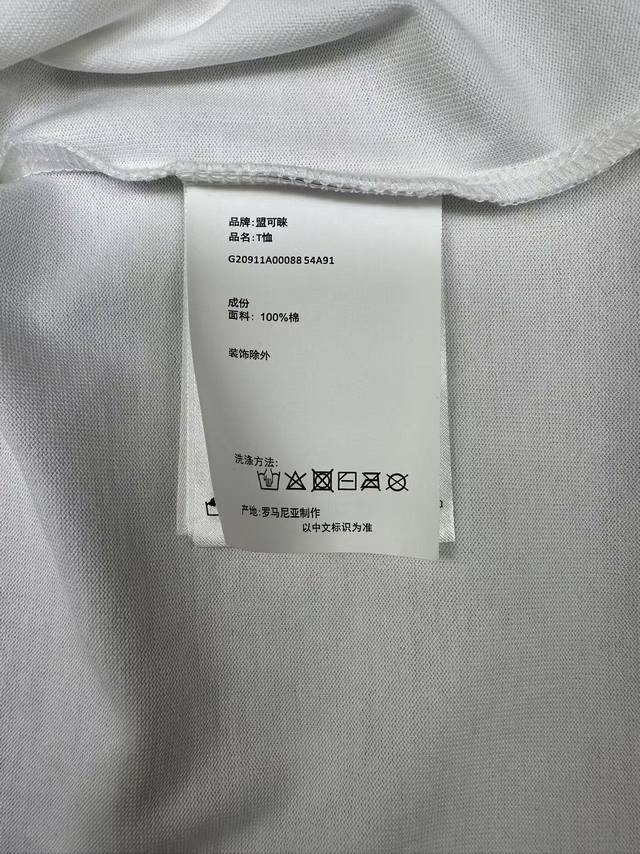 品牌:盟可睐
品名:T恤
G20911A00088 54A91
成份
面料: 100%棉
装饰除外
洗涤方法:
产地:罗马尼亚制作
以中文标识为准